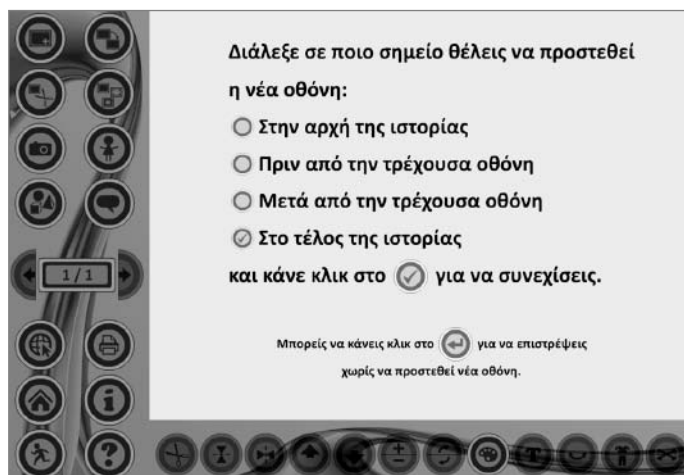 Διάλεξε σε ποιο σημείο θέλεις να προστεθεί
η νέα οθόνη:
Στην αρχή της ιστορίας
Πριν από την τρέχουσα οθόνη
Μετά από την τρέχουσα οθόνη
Στο τέλος της ιστορίας
και κάνε κλικ στο για να συνεχίσεις.
Μπορείς να κάνεις κλικ στο για να επιστρέψεις
χωρίς να προστεθεί νέα οθόνη.
1/1